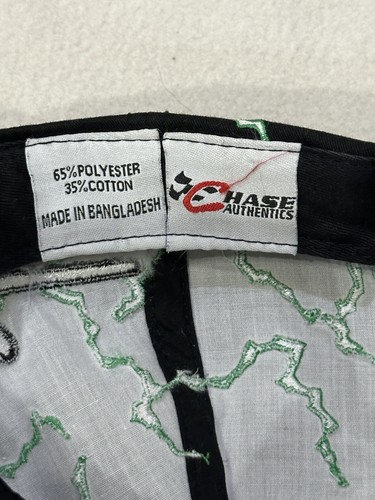 65%POLYESTER
35%COTTON
MADE IN BANGLADESH
CHASE
AUTHENTICS